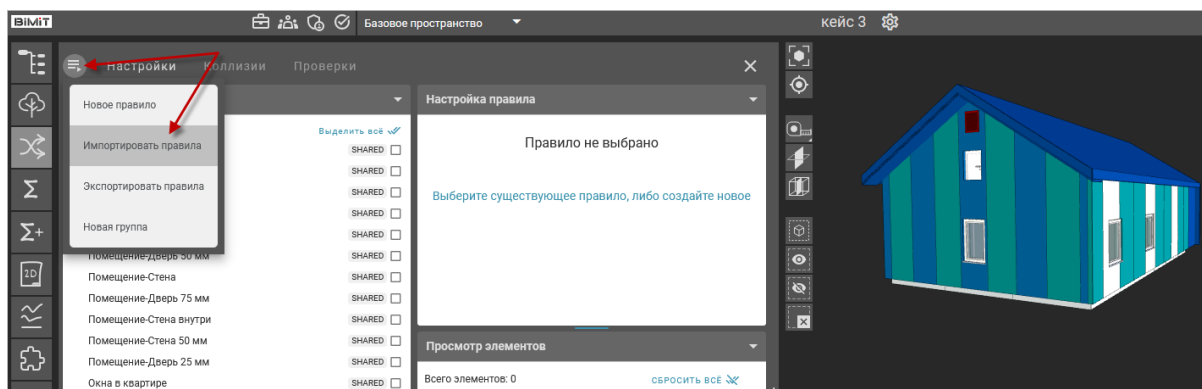 BIMIT Базовое пространство кейс 3
Настройки Коллизии Проверки
Новое правило
Импортировать правила
Экспортировать правила
Новая группа
Выделить всё
SHARED
SHARED
SHARED
SHARED
SHARED
Помещение-Дверь 50 мм SHARED
Помещение-Стена SHARED
Помещение-Дверь 75 мм SHARED
Помещение-Стена внутри SHARED
Помещение-Стена 50 мм SHARED
Помещение-Дверь 25 мм SHARED
Окна в квартире SHARED
Настройка правила
Правило не выбрано
Выберите существующее правило, либо создайте новое
Просмотр элементов
Всего элементов: 0 СБРОСИТЬ ВСЁ
Σ
Σ+
2D